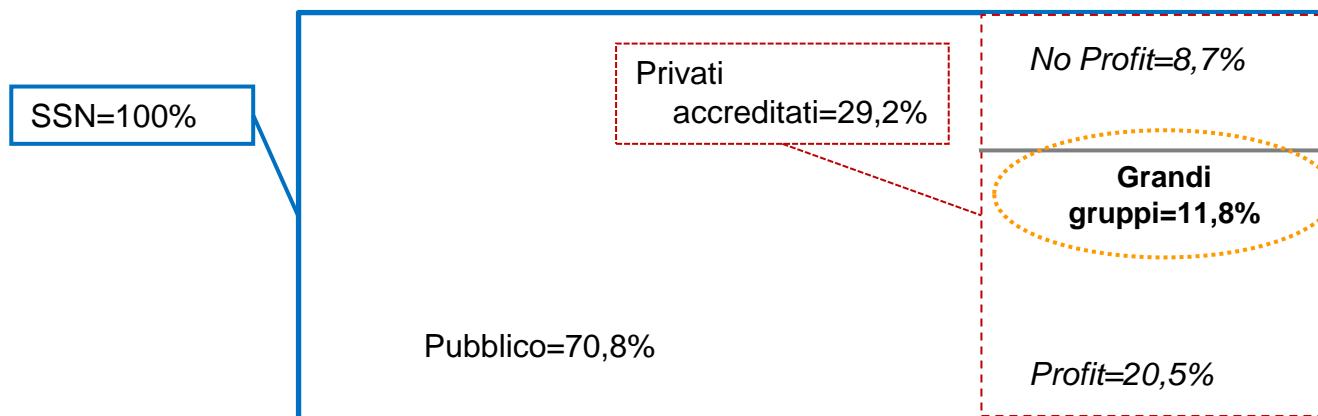 SSN=100%
Privati
accreditati=29,2%
No Profit=8,7%
Grandi
gruppi=11,8%
Pubblico=70,8%
Profit=20,5%